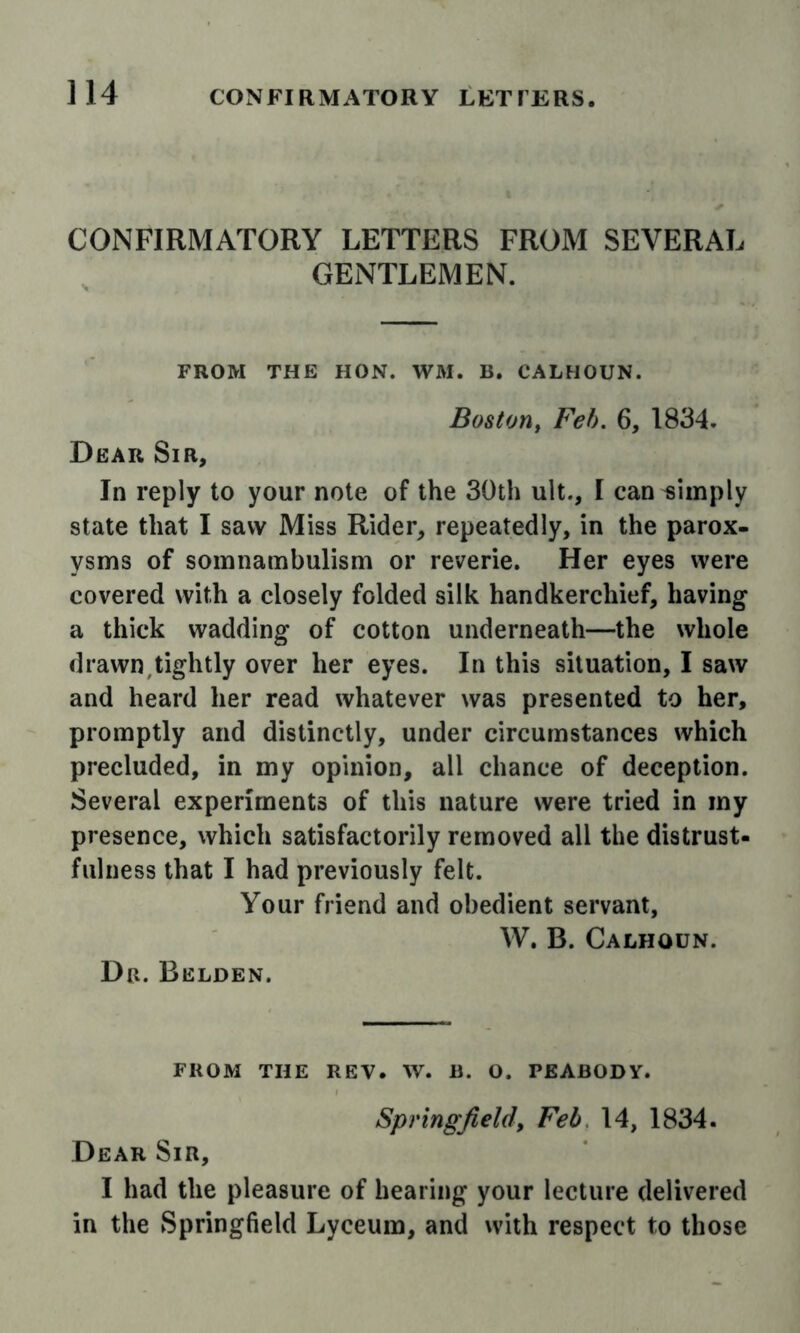 114 CONFIRMATORY LETTERS.
CONFIRMATORY LETTERS FROM SEVERAL
GENTLEMEN.
FROM THE HON. WM. B. CALHOUN.
Boston, Feb. 6, 1834.
DEAR SIR,
In reply to your note of the 30th ult., I can simply
state that I saw Miss Rider, repeatedly, in the parox-
ysms of somnambulism or reverie. Her eyes were
covered with a closely folded silk handkerchief, having
a thick wadding of cotton underneath—the whole
drawn tightly over her eyes. In this situation, I saw
and heard her read whatever was presented to her,
promptly and distinctly, under circumstances which
precluded, in my opinion, all chance of deception.
Several experiments of this nature were tried in my
presence, which satisfactorily removed all the distrust-
fulness that I had previously felt.
Your friend and obedient servant,
W. B. CALHOUN.
DR. BELDEN.
FROM THE REV. W. B. O. PEABODY.
Springfield, Feb. 14, 1834.
DEAR SIR,
I had the pleasure of hearing your lecture delivered
in the Springfield Lyceum, and with respect to those